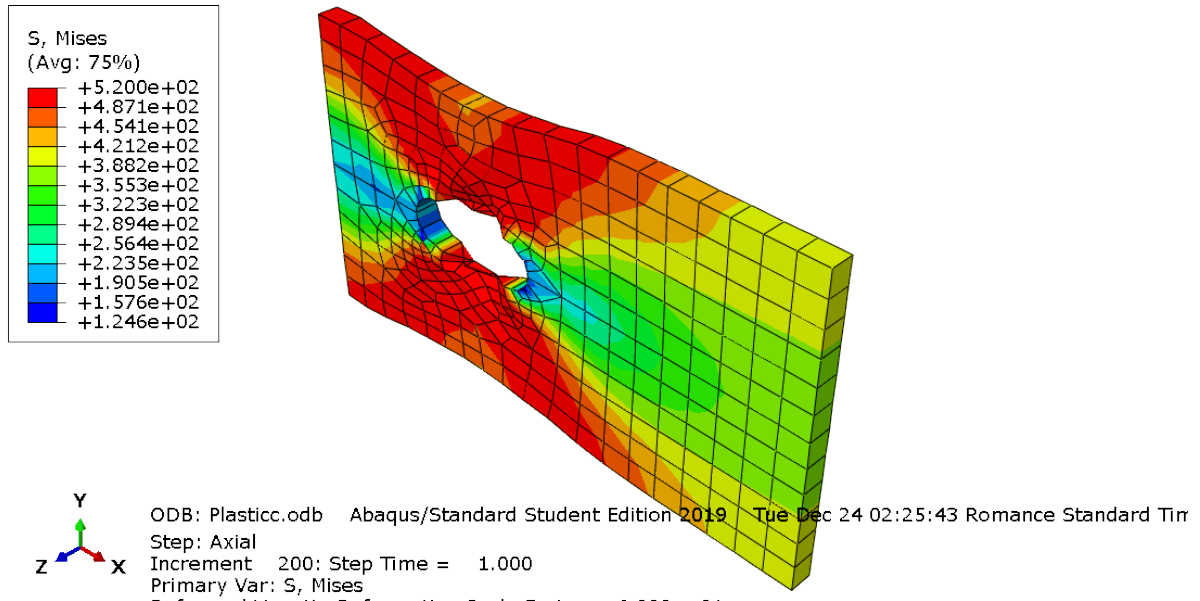 S, Mises
(Avg: 75%)
+5.200e+02
+4.871e+02
+4.541e+02
+4.212e+02
+3.882e+02
+3.553e+02
+3.223e+02
+2.894e+02
+2.564e+02
+2.235e+02
+1.905e+02
+1.576e+02
+1.246e+02
Y
Z X
ODB: Plasticc.odb Abaqus/Standard Student Edition 2019 Tue Dec 24 02:25:43 Romance Standard Tim
Step: Axial
Increment 200: Step Time = 1.000
Primary Var: S, Mises